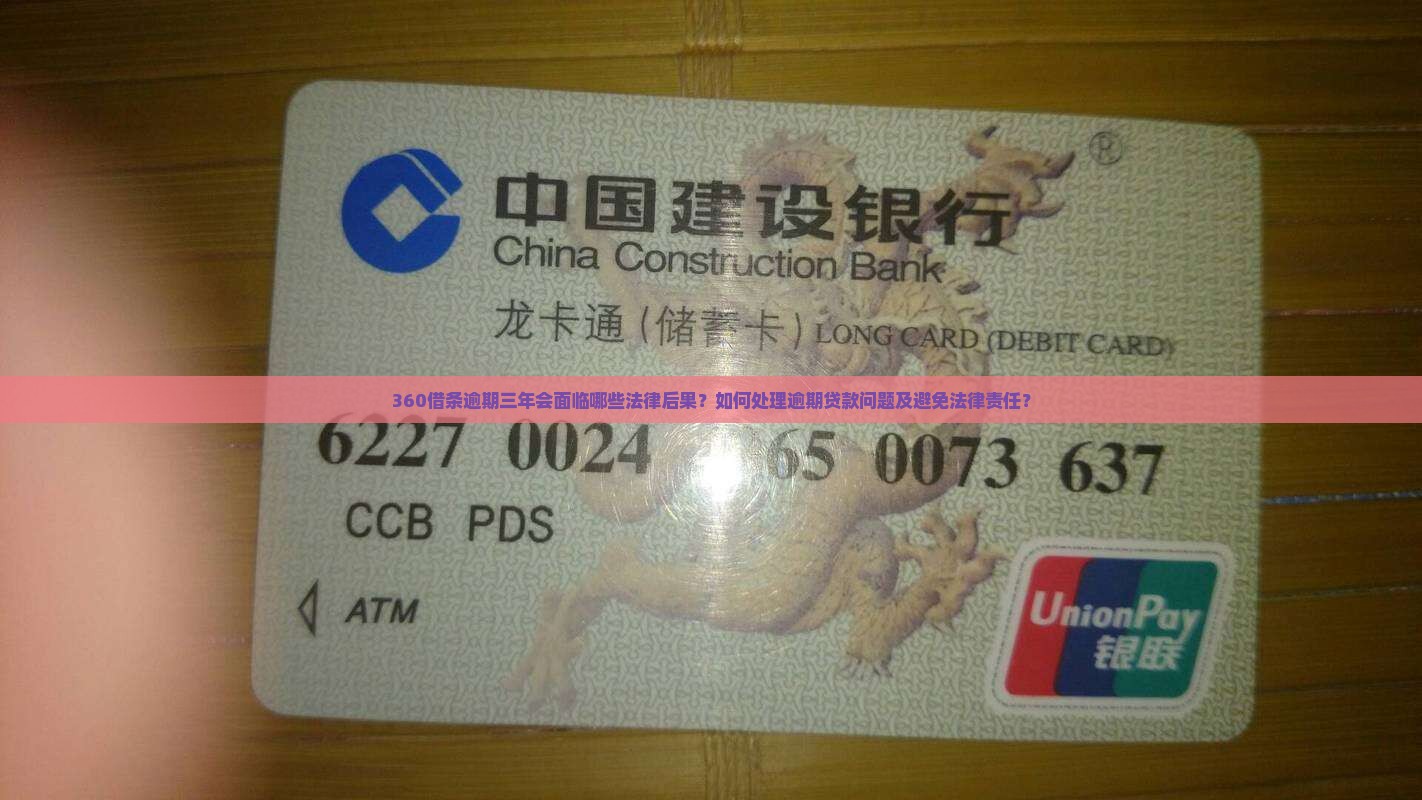 ®
中国建设银行
China Construction Bank
龙卡通(储蓄卡) LONG CARD (DEBIT CARD)
360借条逾期三年会面临哪些法律后果？如何处理逾期贷款问题及避免法律责任？
6227 0024 65 0073 637
CCB PDS
ATM
UnionPay
银联